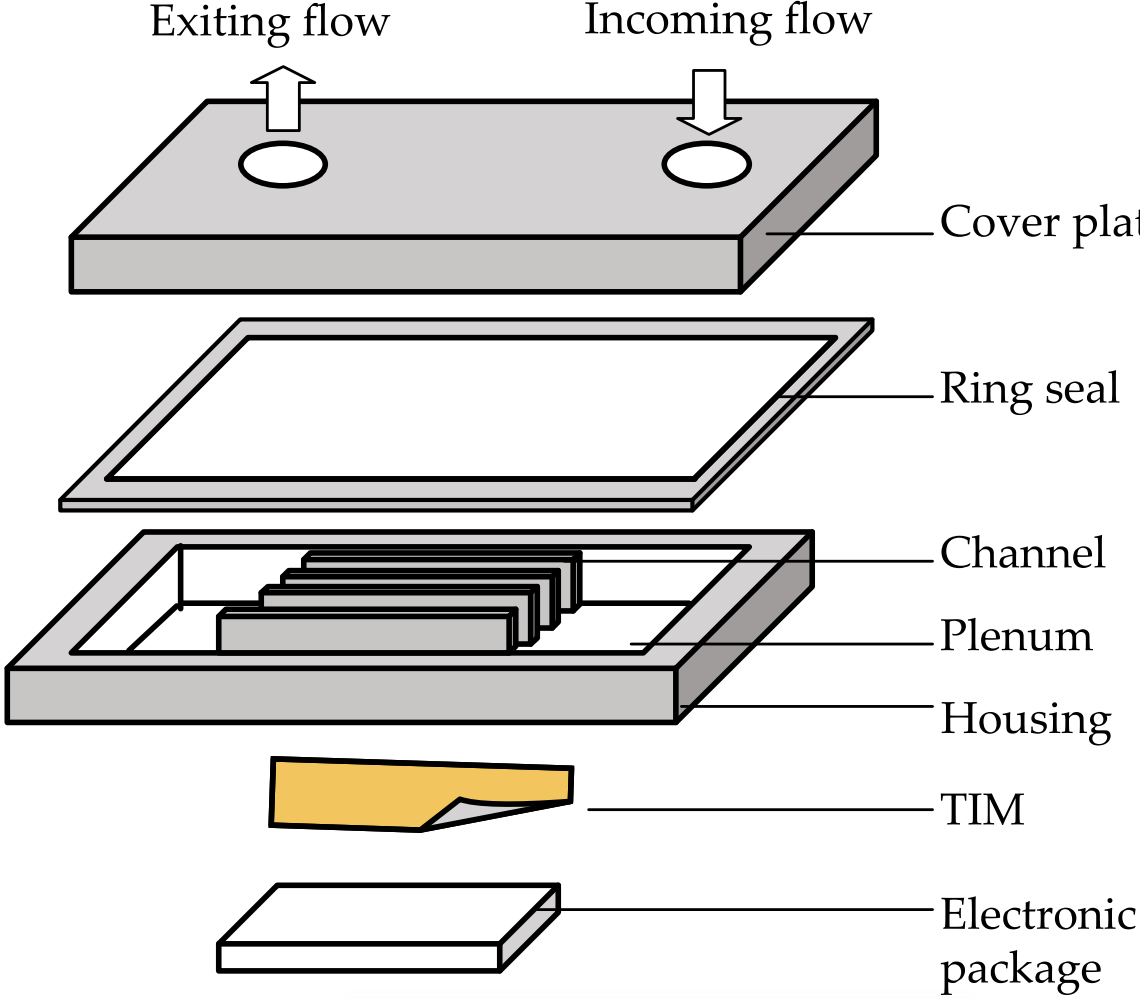 Exiting flow
Incoming flow
Cover plat
Ring seal
Channel
Plenum
Housing
TIM
Electronic
package